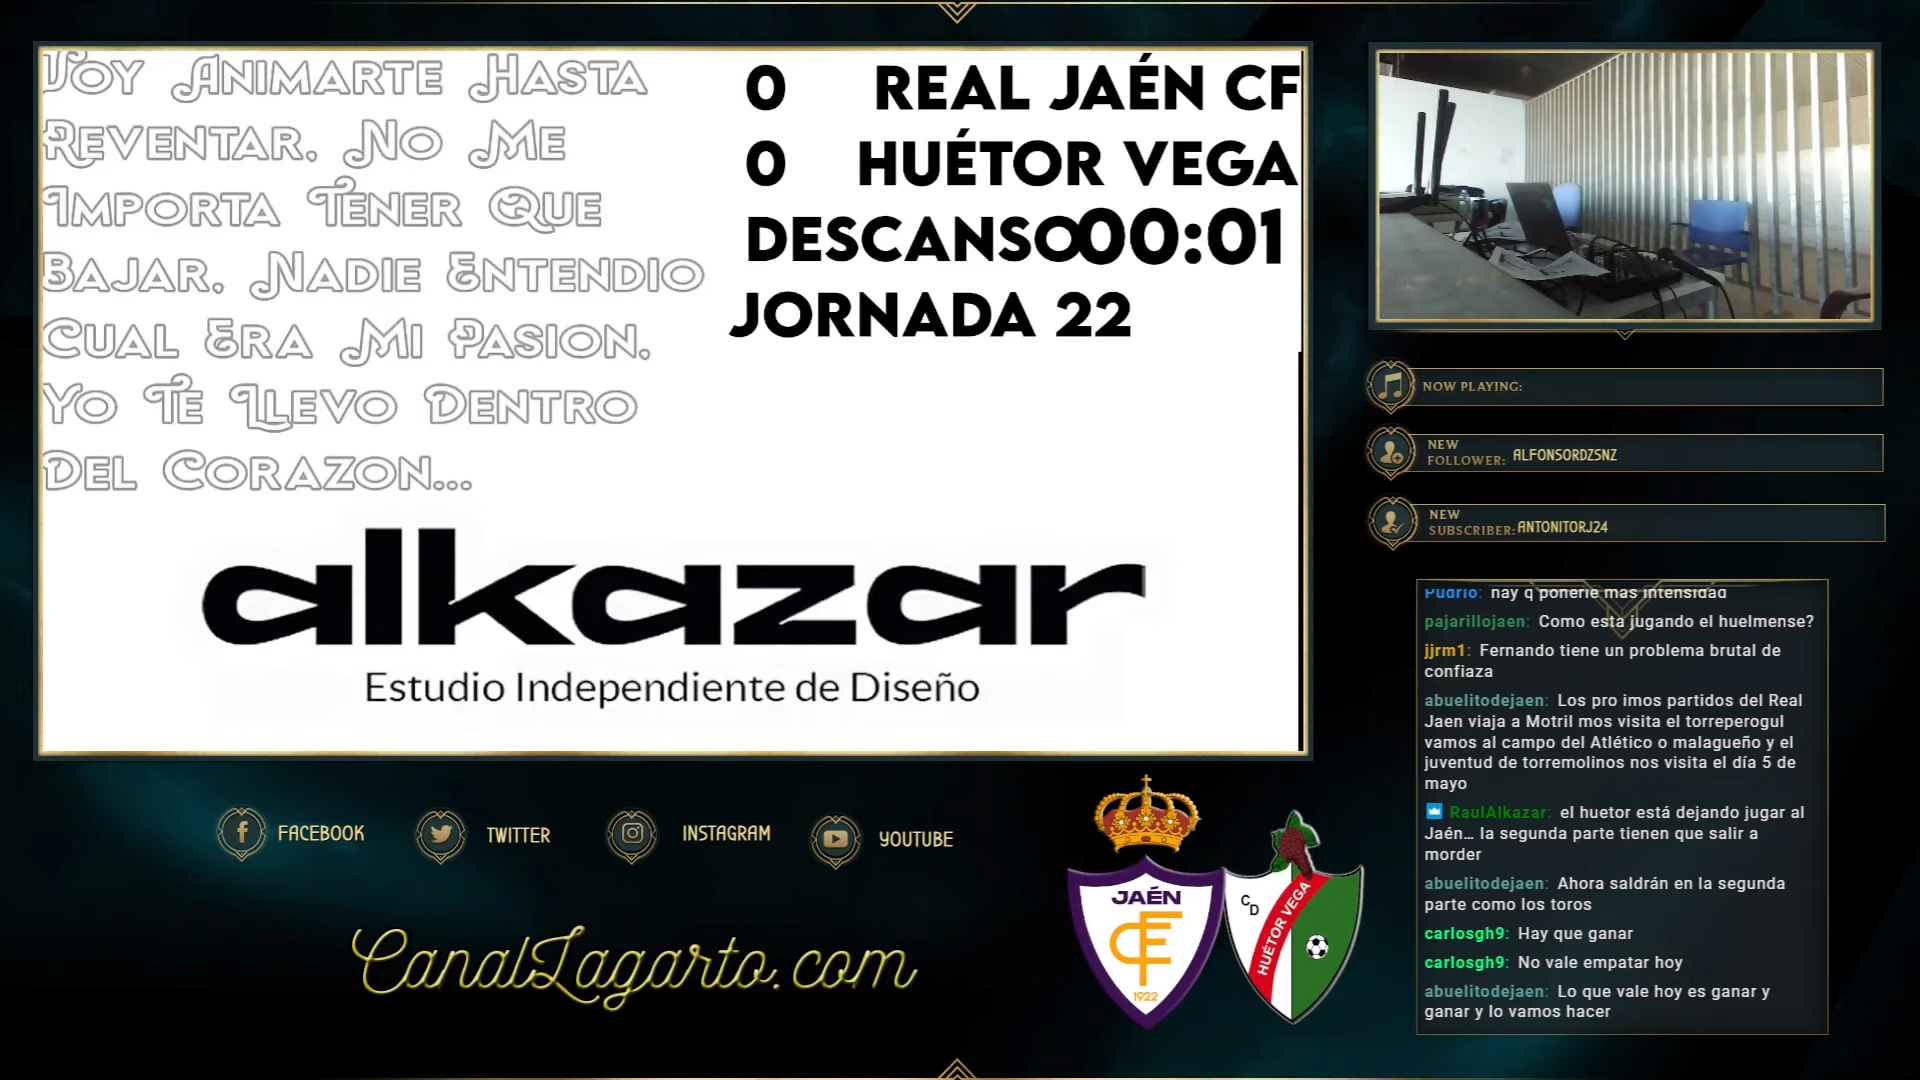 Voy Animarte Hasta
Reventar. No Me
Importa Tener Que
Bajar. Nadie Entendio
Cual Era Mi Pasion.
Yo Te Llevo Dentro
Del Corazon...
0 REAL JAÉN CF
0 HUÉTOR VEGA
DESCANSO 00:01
JORNADA 22
alkazar
Estudio Independiente de Diseño
NOW PLAYING:
NEW
FOLLOWER: ALFONSORDZSNZ
NEW
SUBSCRIBER: ANTONITORJ24
Pudrio: hay q ponerle mas intensidad
pajarillojaen: Como esta jugando el huelmense?
jjrm1: Fernando tiene un problema brutal de
confiaza
abuelitodejaen: Los pro imos partidos del Real
Jaen viaja a Motril mos visita el torreperogul
vamos al campo del Atlético o malagueño y el
juventud de torremolinos nos visita el día 5 de
mayo
RaulAlkazar: el huetor está dejando jugar al
Jaén... la segunda parte tienen que salir a
morder
abuelitodejaen: Ahora saldrán en la segunda
parte como los toros
carlosgh9: Hay que ganar
carlosgh9: No vale empatar hoy
abuelitodejaen: Lo que vale hoy es ganar y
ganar y lo vamos hacer
FACEBOOK
TWITTER
INSTAGRAM
YOUTUBE
CanalLagarto.com
JAÉN
CF
1922
CD
HUÉTOR VEGA